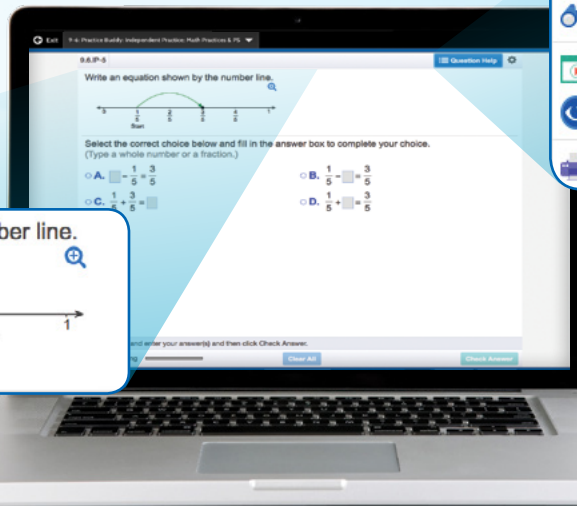 Exit 9-6: Practice Buddy: Independent Practice: Math Practices & PS
9.6.IP-5
Question Help
Write an equation shown by the number line.
0 1/5 2/5 3/5 4/5 1
Start
Select the correct choice below and fill in the answer box to complete your choice.
(Type a whole number or a fraction.)
A. - 1/5 = 3/5
B. 1/5 - = 3/5
C. 1/5 + 3/5 =
D. 1/5 + = 3/5
ber line.
1
and enter your answer(s) and then click Check Answer.
Clear All
Check Answer